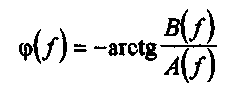 φ(f) = −arctg B(f)/A(f)